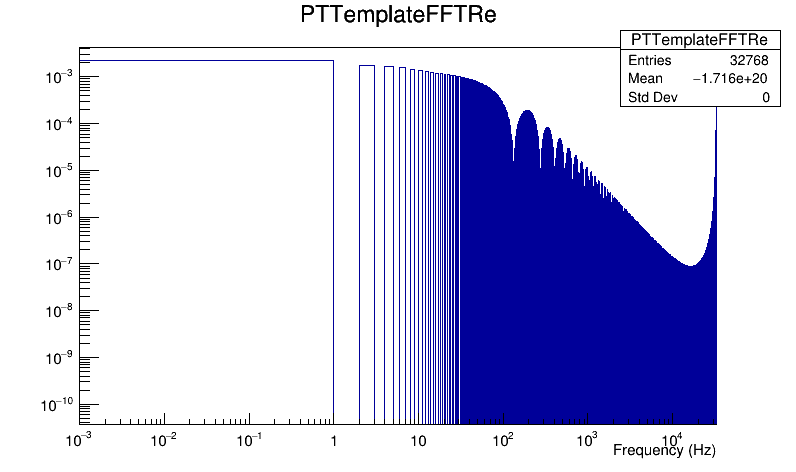 PTTemplateFFTRe
PTTemplateFFTRe
Entries 32768
Mean −1.716e+20
Std Dev 0
10⁻³
10⁻⁴
10⁻⁵
10⁻⁶
10⁻⁷
10⁻⁸
10⁻⁹
10⁻¹⁰
10⁻³ 10⁻² 10⁻¹ 1 10 10² 10³ 10⁴
Frequency (Hz)